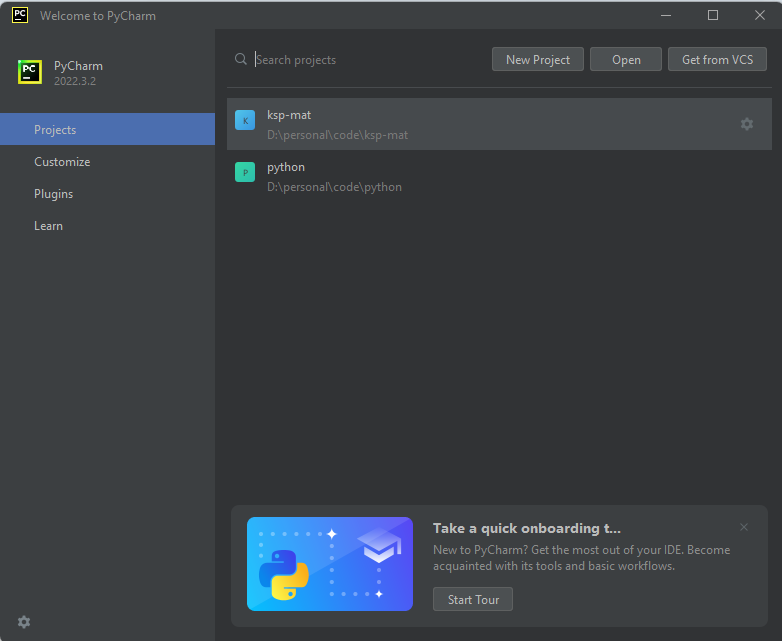 PC Welcome to PyCharm
PC PyCharm
2022.3.2
Projects
Customize
Plugins
Learn
Search projects
New Project
Open
Get from VCS
K
ksp-mat
D:\personal\code\ksp-mat
P
python
D:\personal\code\python
Take a quick onboarding t...
New to PyCharm? Get the most out of your IDE. Become
acquainted with its tools and basic workflows.
Start Tour